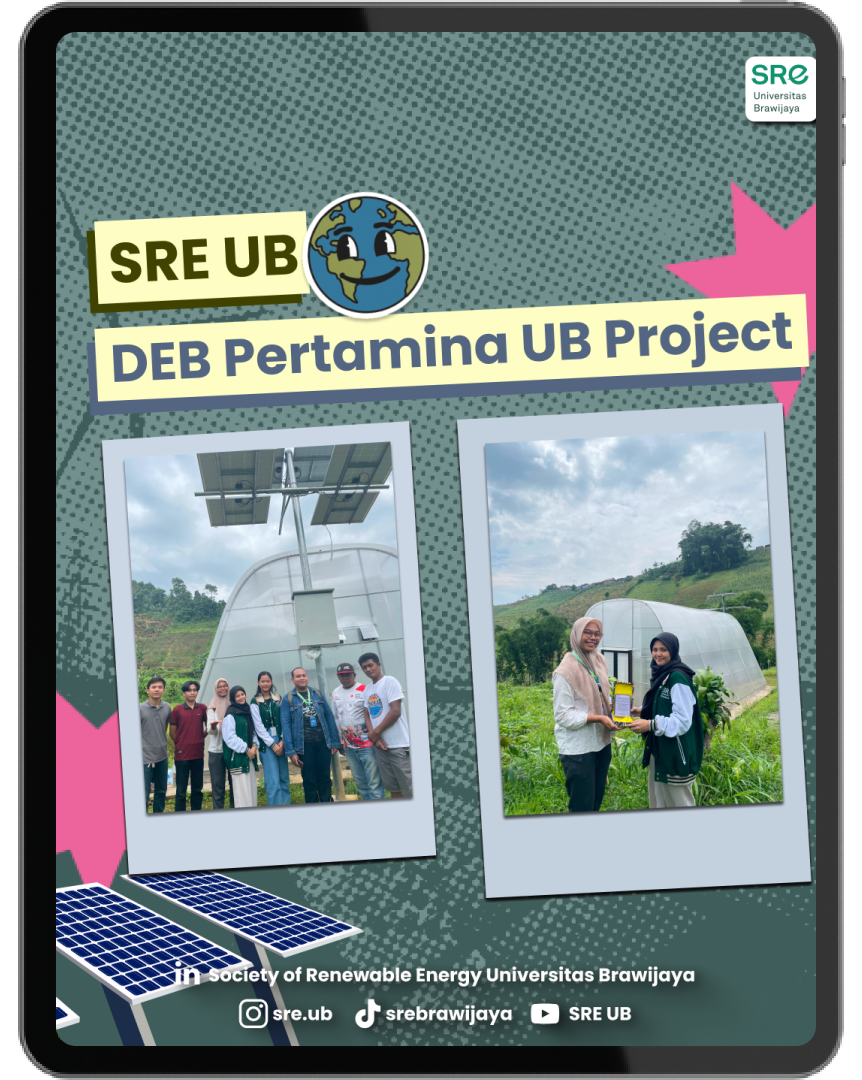 SRE
Universitas
Brawijaya
SRE UB
DEB Pertamina UB Project
in Society of Renewable Energy Universitas Brawijaya
sre.ub srebrawijaya SRE UB